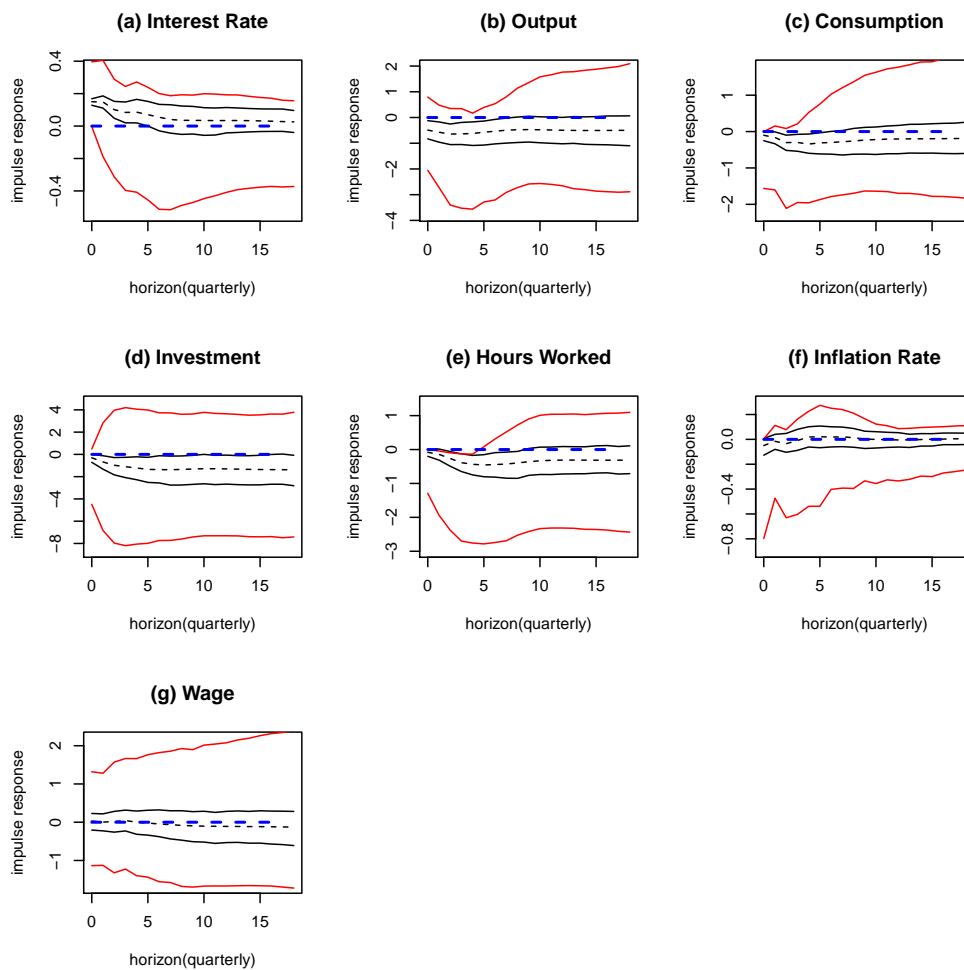 (a) Interest Rate
impulse response
0.4
0.0
−0.4
0 5 10 15
horizon(quarterly)
(b) Output
impulse response
2
0
−2
−4
0 5 10 15
horizon(quarterly)
(c) Consumption
impulse response
1
0
−1
−2
0 5 10 15
horizon(quarterly)
(d) Investment
impulse response
4
2
0
−4
−8
0 5 10 15
horizon(quarterly)
(e) Hours Worked
impulse response
1
0
−1
−2
−3
0 5 10 15
horizon(quarterly)
(f) Inflation Rate
impulse response
0.0
−0.4
−0.8
0 5 10 15
horizon(quarterly)
(g) Wage
impulse response
2
1
0
−1
0 5 10 15
horizon(quarterly)